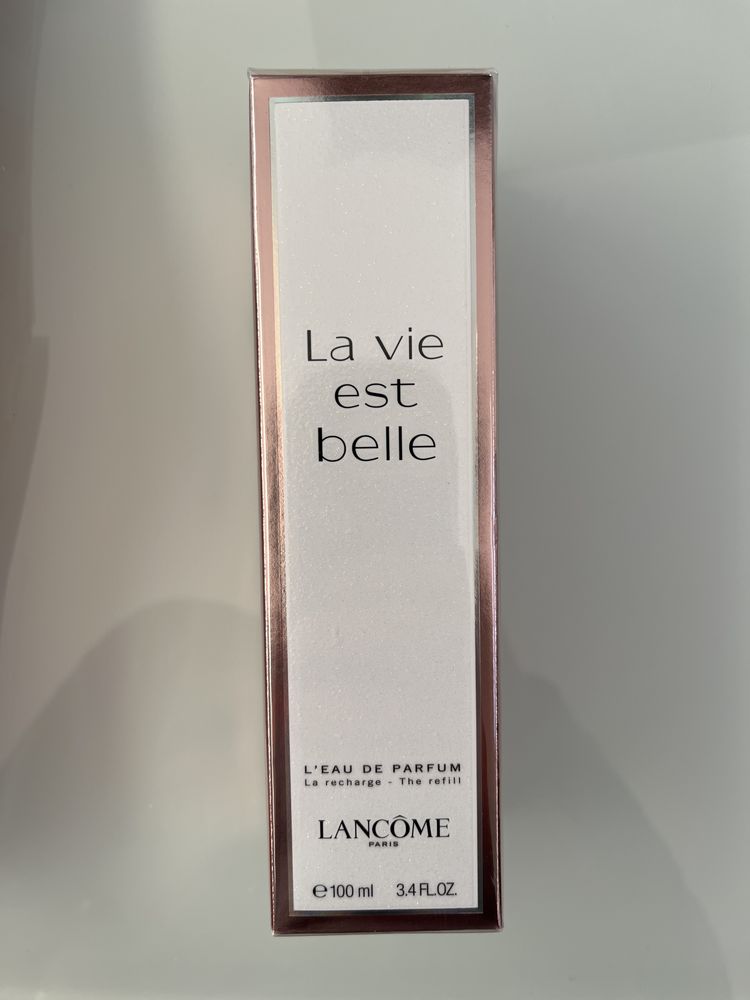 La vie
est
belle
L'EAU DE PARFUM
La recharge - The refill
LANCÔME
PARIS
℮100 ml 3.4 FL.OZ.